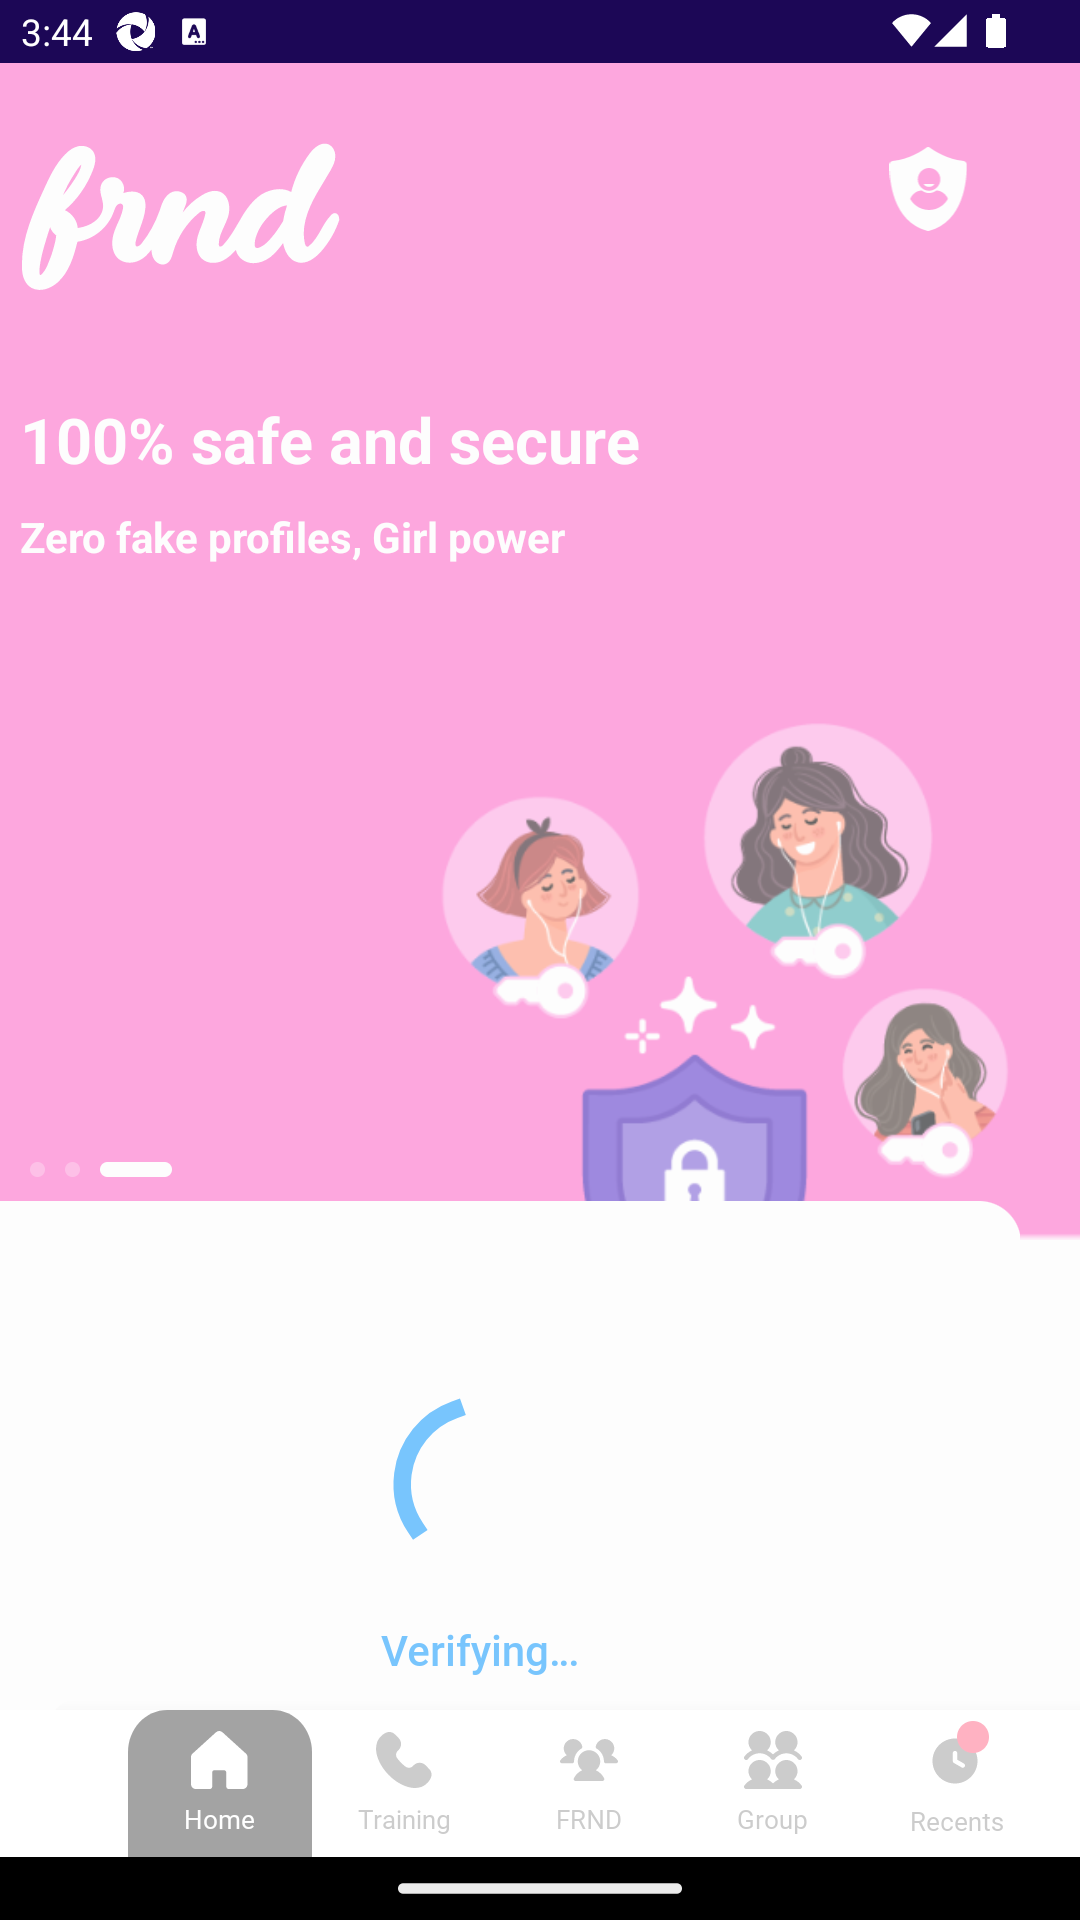 3:44
frnd
100% safe and secure
Zero fake profiles, Girl power
Verifying...
Home
Training
FRND
Group
Recents